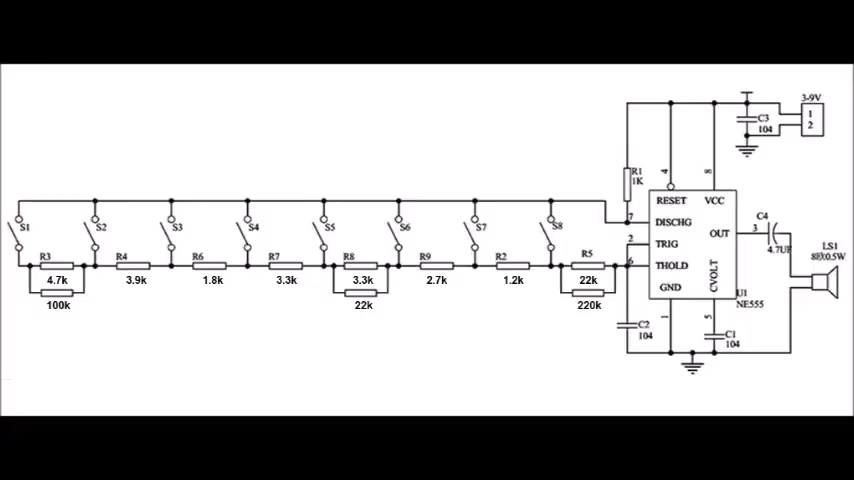 3-9V
1
2
C3
104
R1
1K
4
8
RESET
VCC
S1
S2
S3
S4
S5
S6
S7
S8
7
DISCHG
2
TRIG
OUT
3
C4
4.7UF
LS1
R3
R4
R6
R7
R8
R9
R2
R5
6
THOLD
4.7k
3.9k
1.8k
3.3k
3.3k
2.7k
1.2k
22k
GND
CVOLT
U1
NE555
100k
22k
220k
C2
104
1
5
C1
104